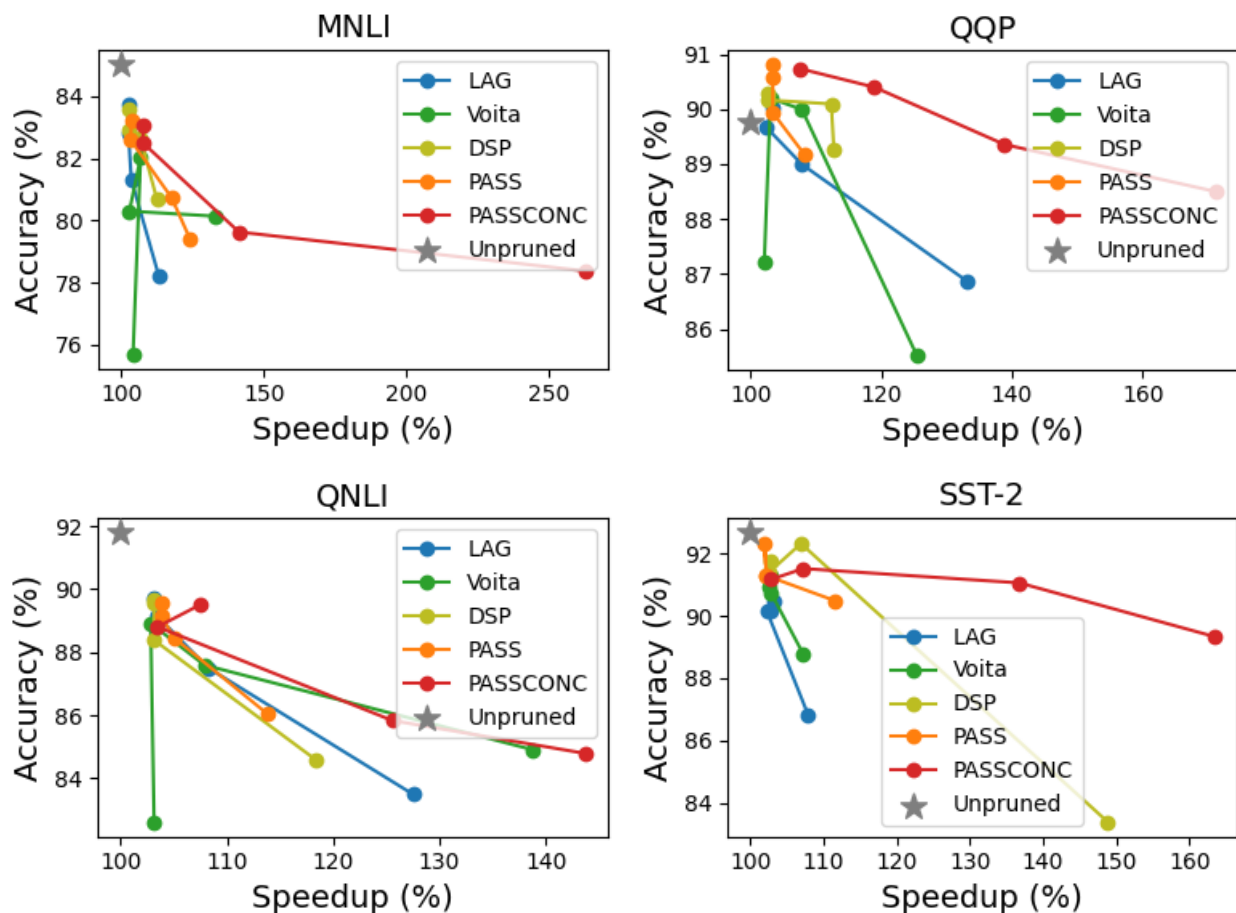 MNLI
Accuracy (%)
84
82
80
78
76
100
150
200
250
Speedup (%)
LAG
Voita
DSP
PASS
PASSCONC
Unpruned
QQP
Accuracy (%)
91
90
89
88
87
86
100
120
140
160
Speedup (%)
LAG
Voita
DSP
PASS
PASSCONC
Unpruned
QNLI
Accuracy (%)
92
90
88
86
84
100
110
120
130
140
Speedup (%)
LAG
Voita
DSP
PASS
PASSCONC
Unpruned
SST-2
Accuracy (%)
92
90
88
86
84
100
110
120
130
140
150
160
Speedup (%)
LAG
Voita
DSP
PASS
PASSCONC
Unpruned